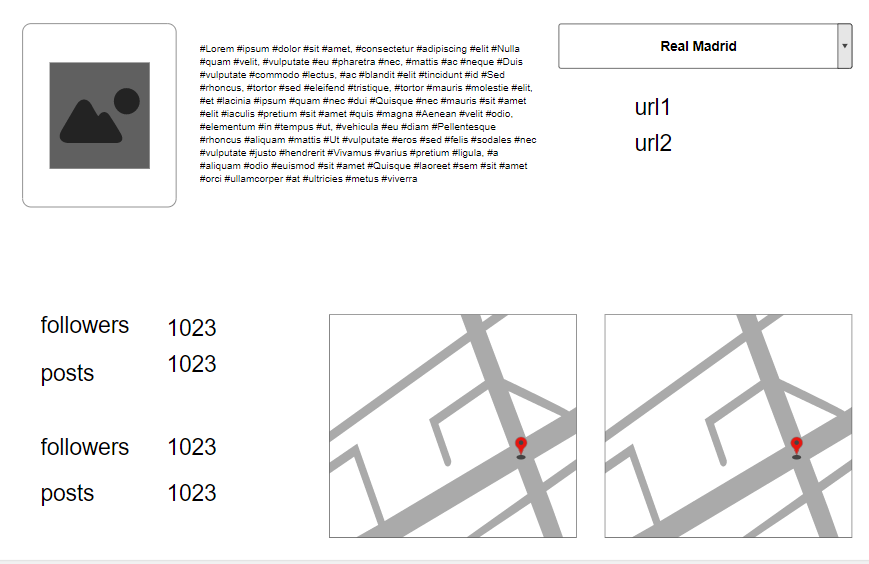 #Lorem #ipsum #dolor #sit #amet, #consectetur #adipiscing #elit #Nulla
#quam #velit, #vulputate #eu #pharetra #nec, #mattis #ac #neque #Duis
#vulputate #commodo #lectus, #ac #blandit #elit #tincidunt #id #Sed
#rhoncus, #tortor #sed #eleifend #tristique, #tortor #mauris #molestie #elit,
#et #lacinia #ipsum #quam #nec #dui #Quisque #nec #mauris #sit #amet
#elit #iaculis #pretium #sit #amet #quis #magna #Aenean #velit #odio,
#elementum #in #tempus #ut, #vehicula #eu #diam #Pellentesque
#rhoncus #aliquam #mattis #Ut #vulputate #eros #sed #felis #sodales #nec
#vulputate #justo #hendrerit #Vivamus #varius #pretium #ligula, #a
#aliquam #odio #euismod #sit #amet #Quisque #laoreet #sem #sit #amet
#orci #ullamcorper #at #ultricies #metus #viverra
Real Madrid
url1
url2
followers 1023
posts 1023
followers 1023
posts 1023